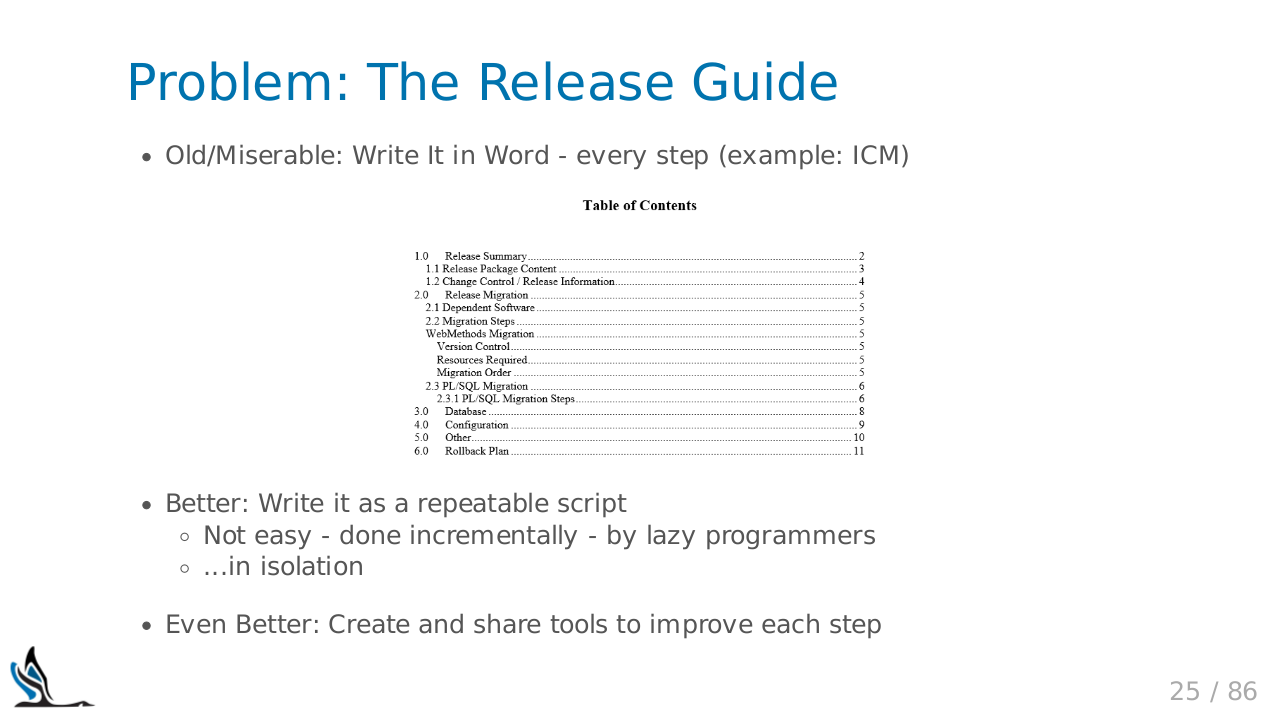 Problem: The Release Guide
• Old/Miserable: Write It in Word - every step (example: ICM)
Table of Contents
1.0 Release Summary 2
1.1 Release Package Content 3
1.2 Change Control / Release Information 4
2.0 Release Migration 5
2.1 Dependent Software 5
2.2 Migration Steps 5
WebMethods Migration 5
Version Control 5
Resources Required 5
Migration Order 5
2.3 PL/SQL Migration 6
2.3.1 PL/SQL Migration Steps 6
3.0 Database 8
4.0 Configuration 9
5.0 Other 10
6.0 Rollback Plan 11
• Better: Write it as a repeatable script
◦ Not easy - done incrementally - by lazy programmers
◦ ...in isolation
• Even Better: Create and share tools to improve each step
25 / 86